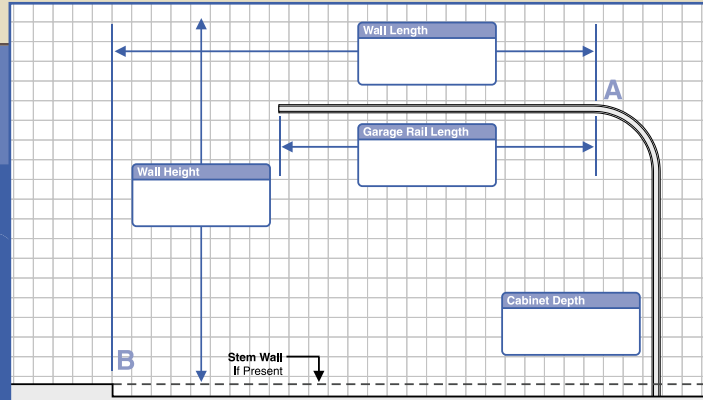 Wall Length
A
Garage Rail Length
Wall Height
Cabinet Depth
B
Stem Wall
If Present